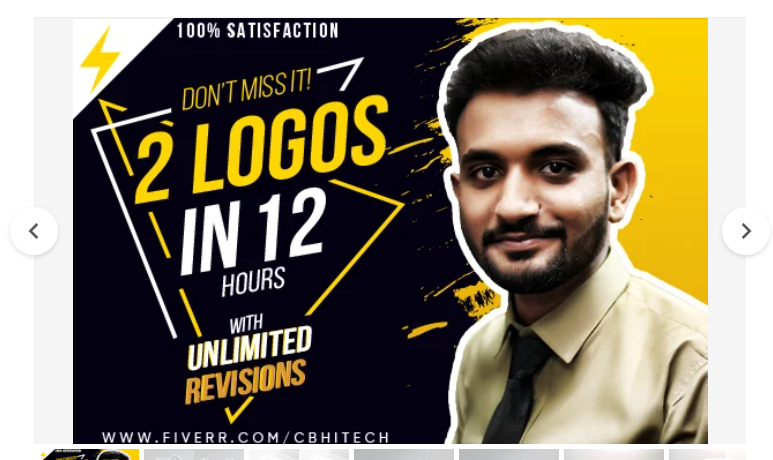 100% SATISFACTION
DON'T MISS IT!
2 LOGOS
IN 12
HOURS
WITH
UNLIMITED
REVISIONS
WWW.FIVERR.COM/CBHITECH